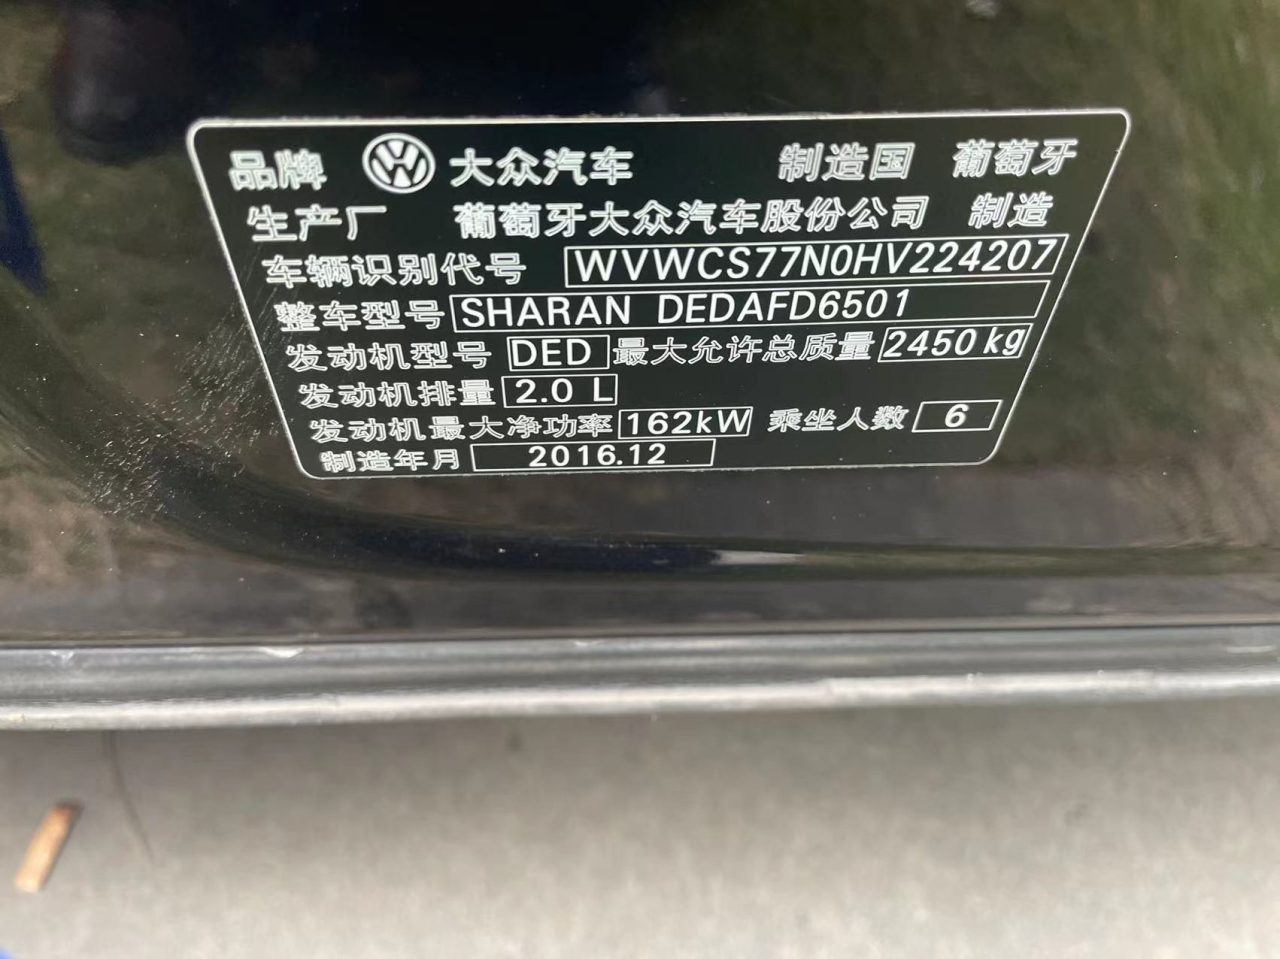 品牌 大众汽车 制造国 葡萄牙
生产厂 葡萄牙大众汽车股份公司 制造
车辆识别代号 WVWCS77N0HV224207
整车型号 SHARAN DEDAFD6501
发动机型号 DED 最大允许总质量 2450 kg
发动机排量 2.0 L
发动机最大净功率 162kW 乘坐人数 6
制造年月 2016.12